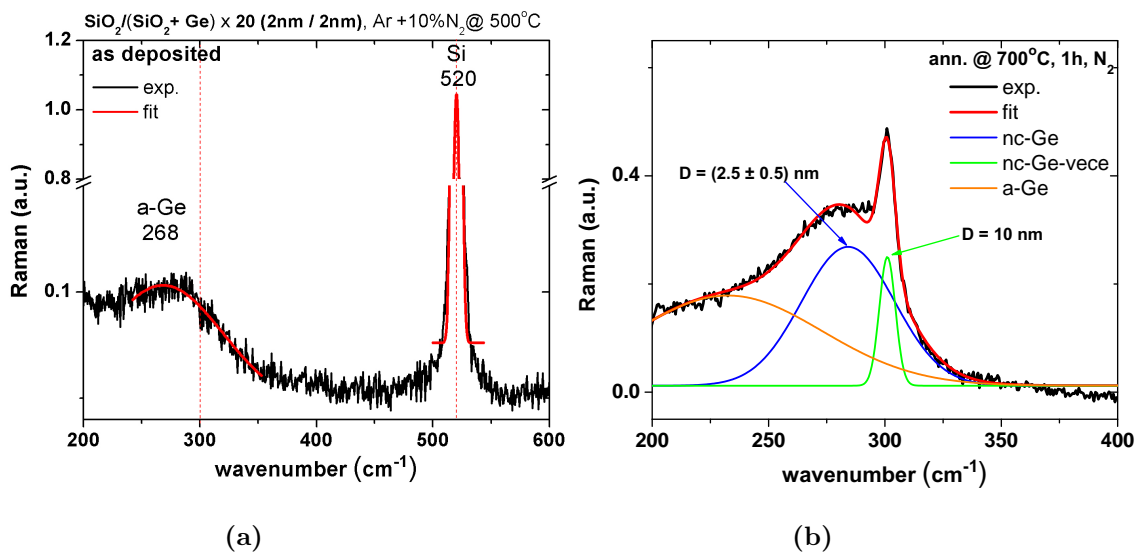 SiO₂/(SiO₂+ Ge) x 20 (2nm / 2nm), Ar +10%N₂@ 500°C
as deposited
exp.
fit
Si
520
a-Ge
268
1.2
1.0
0.8
0.1
Raman (a.u.)
200 300 400 500 600
wavenumber (cm⁻¹)
(a)
ann. @ 700°C, 1h, N₂
exp.
fit
nc-Ge
nc-Ge-vece
a-Ge
D = (2.5 ± 0.5) nm
D = 10 nm
0.4
0.0
Raman (a.u.)
200 250 300 350 400
wavenumber (cm⁻¹)
(b)